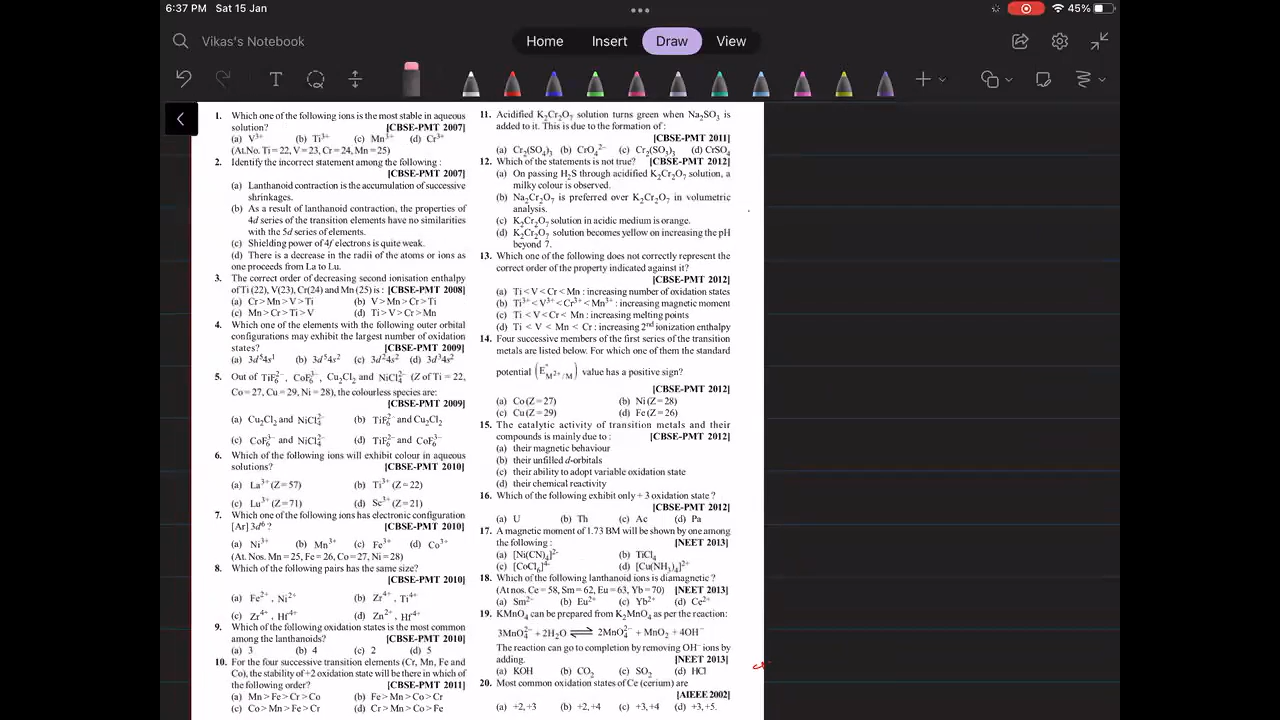 6:37 PM Sat 15 Jan
45%
Vikas's Notebook
Home Insert Draw View
1. Which one of the following ions is the most stable in aqueous
solution? [CBSE-PMT 2007]
(a) V³⁺ (b) Ti³⁺ (c) Mn³⁺ (d) Cr³⁺
(At.No. Ti = 22, V = 23, Cr = 24, Mn = 25)
2. Identify the incorrect statement among the following :
[CBSE-PMT 2007]
(a) Lanthanoid contraction is the accumulation of successive
shrinkages.
(b) As a result of lanthanoid contraction, the properties of
4d series of the transition elements have no similarities
with the 5d series of elements.
(c) Shielding power of 4f electrons is quite weak.
(d) There is a decrease in the radii of the atoms or ions as
one proceeds from La to Lu.
3. The correct order of decreasing second ionisation enthalpy
of Ti (22), V(23), Cr(24) and Mn (25) is : [CBSE-PMT 2008]
(a) Cr > Mn > V > Ti (b) V > Mn > Cr > Ti
(c) Mn > Cr > Ti > V (d) Ti > V > Cr > Mn
4. Which one of the elements with the following outer orbital
configurations may exhibit the largest number of oxidation
states? [CBSE-PMT 2009]
(a) 3d⁵4s¹ (b) 3d⁵4s² (c) 3d²4s² (d) 3d³4s²
5. Out of TiF₆²⁻, CoF₆³⁻, Cu₂Cl₂ and NiCl₄²⁻ (Z of Ti = 22,
Co = 27, Cu = 29, Ni = 28), the colourless species are:
[CBSE-PMT 2009]
(a) Cu₂Cl₂ and NiCl₄²⁻ (b) TiF₆²⁻ and Cu₂Cl₂
(c) CoF₆³⁻ and NiCl₄²⁻ (d) TiF₆²⁻ and CoF₆³⁻
6. Which of the following ions will exhibit colour in aqueous
solutions? [CBSE-PMT 2010]
(a) La³⁺ (Z = 57) (b) Ti³⁺ (Z = 22)
(c) Lu³⁺ (Z = 71) (d) Sc³⁺ (Z = 21)
7. Which one of the following ions has electronic configuration
[Ar] 3d⁶ ? [CBSE-PMT 2010]
(a) Ni³⁺ (b) Mn³⁺ (c) Fe³⁺ (d) Co³⁺
(At. Nos. Mn = 25, Fe = 26, Co = 27, Ni = 28)
8. Which of the following pairs has the same size?
[CBSE-PMT 2010]
(a) Fe²⁺, Ni²⁺ (b) Zr⁴⁺, Ti⁴⁺
(c) Zr⁴⁺, Hf⁴⁺ (d) Zn²⁺, Hf⁴⁺
9. Which of the following oxidation states is the most common
among the lanthanoids? [CBSE-PMT 2010]
(a) 3 (b) 4 (c) 2 (d) 5
10. For the four successive transition elements (Cr, Mn, Fe and
Co), the stability of +2 oxidation state will be there in which of
the following order? [CBSE-PMT 2011]
(a) Mn > Fe > Cr > Co (b) Fe > Mn > Co > Cr
(c) Co > Mn > Fe > Cr (d) Cr > Mn > Co > Fe
11. Acidified K₂Cr₂O₇ solution turns green when Na₂SO₃ is
added to it. This is due to the formation of :
[CBSE-PMT 2011]
(a) Cr₂(SO₄)₃ (b) CrO₄²⁻ (c) Cr₂(SO₃)₃ (d) CrSO₄
12. Which of the statements is not true? [CBSE-PMT 2012]
(a) On passing H₂S through acidified K₂Cr₂O₇ solution, a
milky colour is observed.
(b) Na₂Cr₂O₇ is preferred over K₂Cr₂O₇ in volumetric
analysis.
(c) K₂Cr₂O₇ solution in acidic medium is orange.
(d) K₂Cr₂O₇ solution becomes yellow on increasing the pH
beyond 7.
13. Which one of the following does not correctly represent the
correct order of the property indicated against it?
[CBSE-PMT 2012]
(a) Ti < V < Cr < Mn : increasing number of oxidation states
(b) Ti³⁺ < V³⁺ < Cr³⁺ < Mn³⁺ : increasing magnetic moment
(c) Ti < V < Cr < Mn : increasing melting points
(d) Ti < V < Mn < Cr : increasing 2ⁿᵈ ionization enthalpy
14. Four successive members of the first series of the transition
metals are listed below. For which one of them the standard
potential (E°M²⁺/M) value has a positive sign?
[CBSE-PMT 2012]
(a) Co (Z = 27) (b) Ni (Z = 28)
(c) Cu (Z = 29) (d) Fe (Z = 26)
15. The catalytic activity of transition metals and their
compounds is mainly due to : [CBSE-PMT 2012]
(a) their magnetic behaviour
(b) their unfilled d-orbitals
(c) their ability to adopt variable oxidation state
(d) their chemical reactivity
16. Which of the following exhibit only + 3 oxidation state ?
[CBSE-PMT 2012]
(a) U (b) Th (c) Ac (d) Pa
17. A magnetic moment of 1.73 BM will be shown by one among
the following : [NEET 2013]
(a) [Ni(CN)₄]²⁻ (b) TiCl₄
(c) [CoCl₆]⁴⁻ (d) [Cu(NH₃)₄]²⁺
18. Which of the following lanthanoid ions is diamagnetic ?
(At nos. Ce = 58, Sm = 62, Eu = 63, Yb = 70) [NEET 2013]
(a) Sm²⁺ (b) Eu²⁺ (c) Yb²⁺ (d) Ce²⁺
19. KMnO₄ can be prepared from K₂MnO₄ as per the reaction:
3MnO₄²⁻ + 2H₂O ⇌ 2MnO₄²⁻ + MnO₂ + 4OH⁻
The reaction can go to completion by removing OH⁻ ions by
adding. [NEET 2013]
(a) KOH (b) CO₂ (c) SO₂ (d) HCl
20. Most common oxidation states of Ce (cerium) are
[AIEEE 2002]
(a) +2, +3 (b) +2, +4 (c) +3, +4 (d) +3, +5.